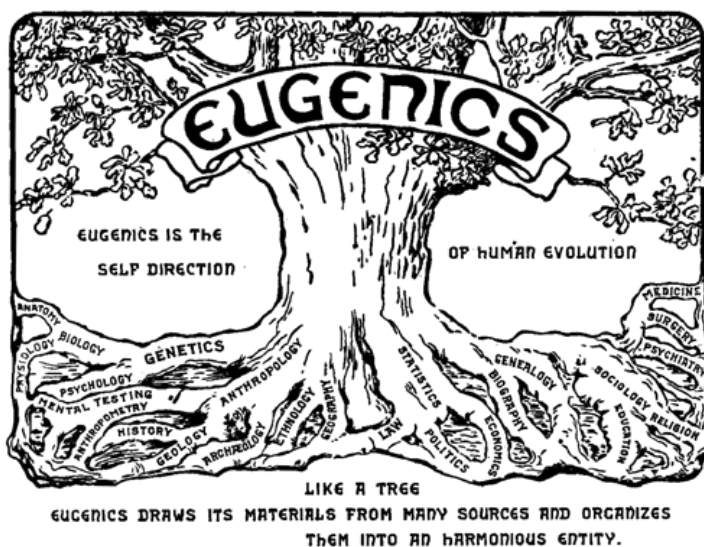 EUGENICS
EUGENICS IS THE
SELF DIRECTION
OF HUMAN EVOLUTION
ANATOMY
PHYSIOLOGY
BIOLOGY
GENETICS
PSYCHOLOGY
MENTAL TESTING
ANTHROPOMETRY
HISTORY
GEOLOGY
ANTHROPOLOGY
ARCHÆOLOGY
ETHNOLOGY
GEOGRAPHY
LAW
STATISTICS
POLITICS
ECONOMICS
BIOGRAPHY
GENEALOGY
EDUCATION
SOCIOLOGY
RELIGION
PSYCHIATRY
SURGERY
MEDICINE
LIKE A TREE
EUGENICS DRAWS ITS MATERIALS FROM MANY SOURCES AND ORGANIZES
THEM INTO AN HARMONIOUS ENTITY.